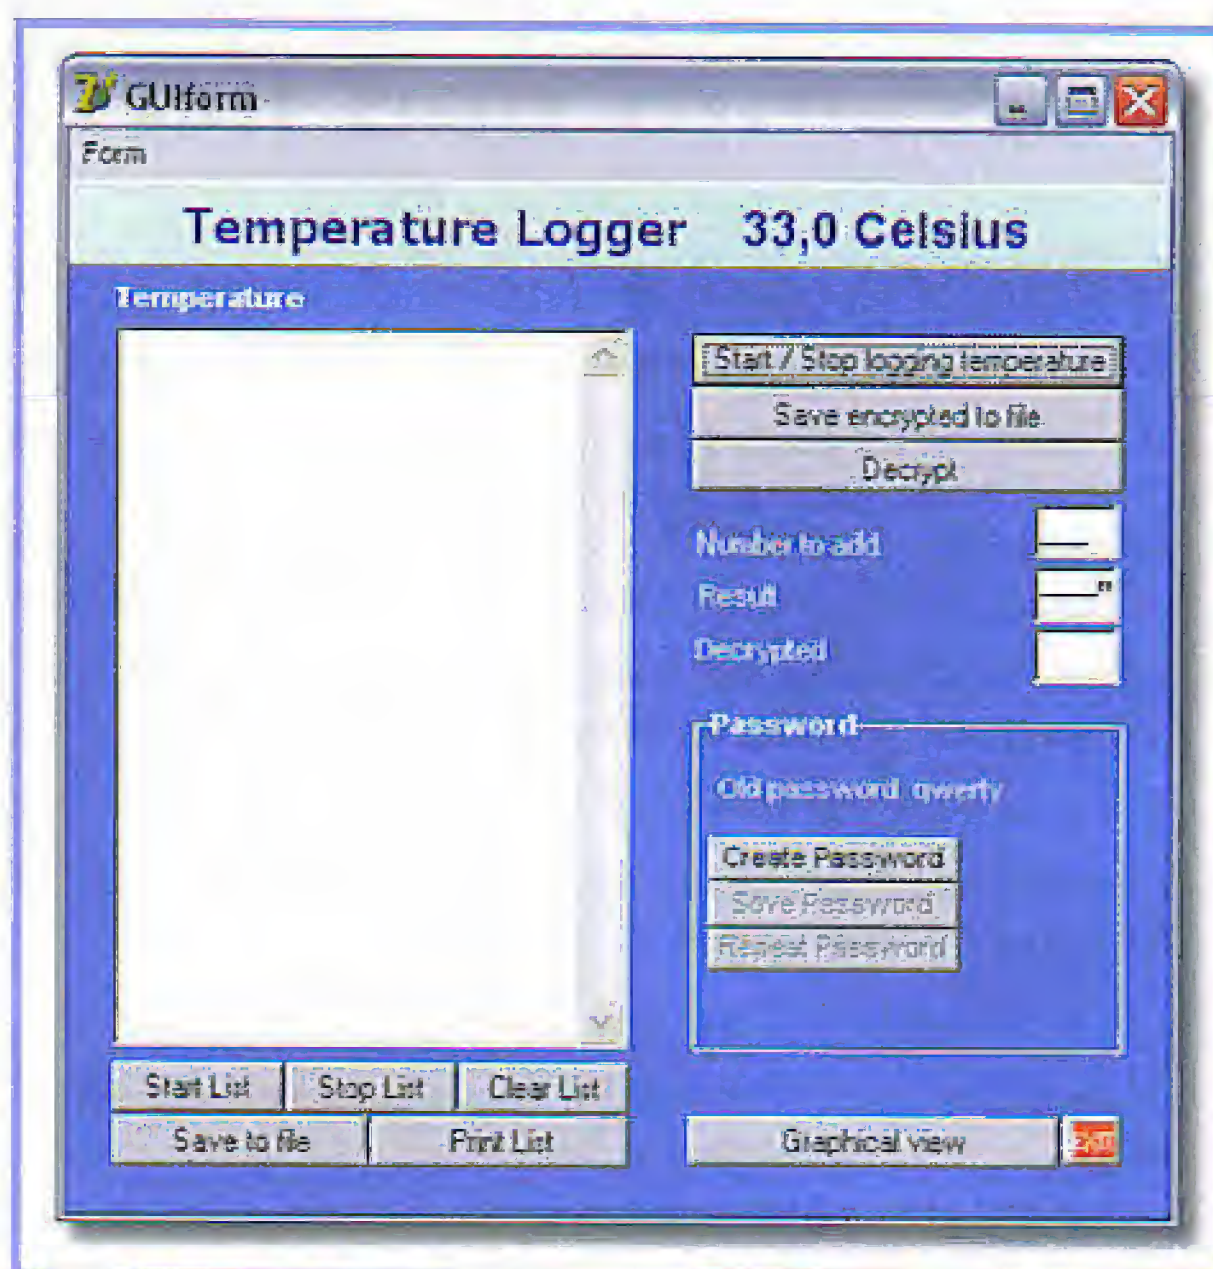 GUIform
Form
Temperature Logger 33,0 Celsius
Temperature
Start / Stop logging temperature
Save encrypted to file
Decrypt
Number to add
Result
Decrypted
Password
Old password: qwerty
Create Password
Save Password
Repeat Password
Start List Stop List Clear List
Save to file Print List
Graphical view